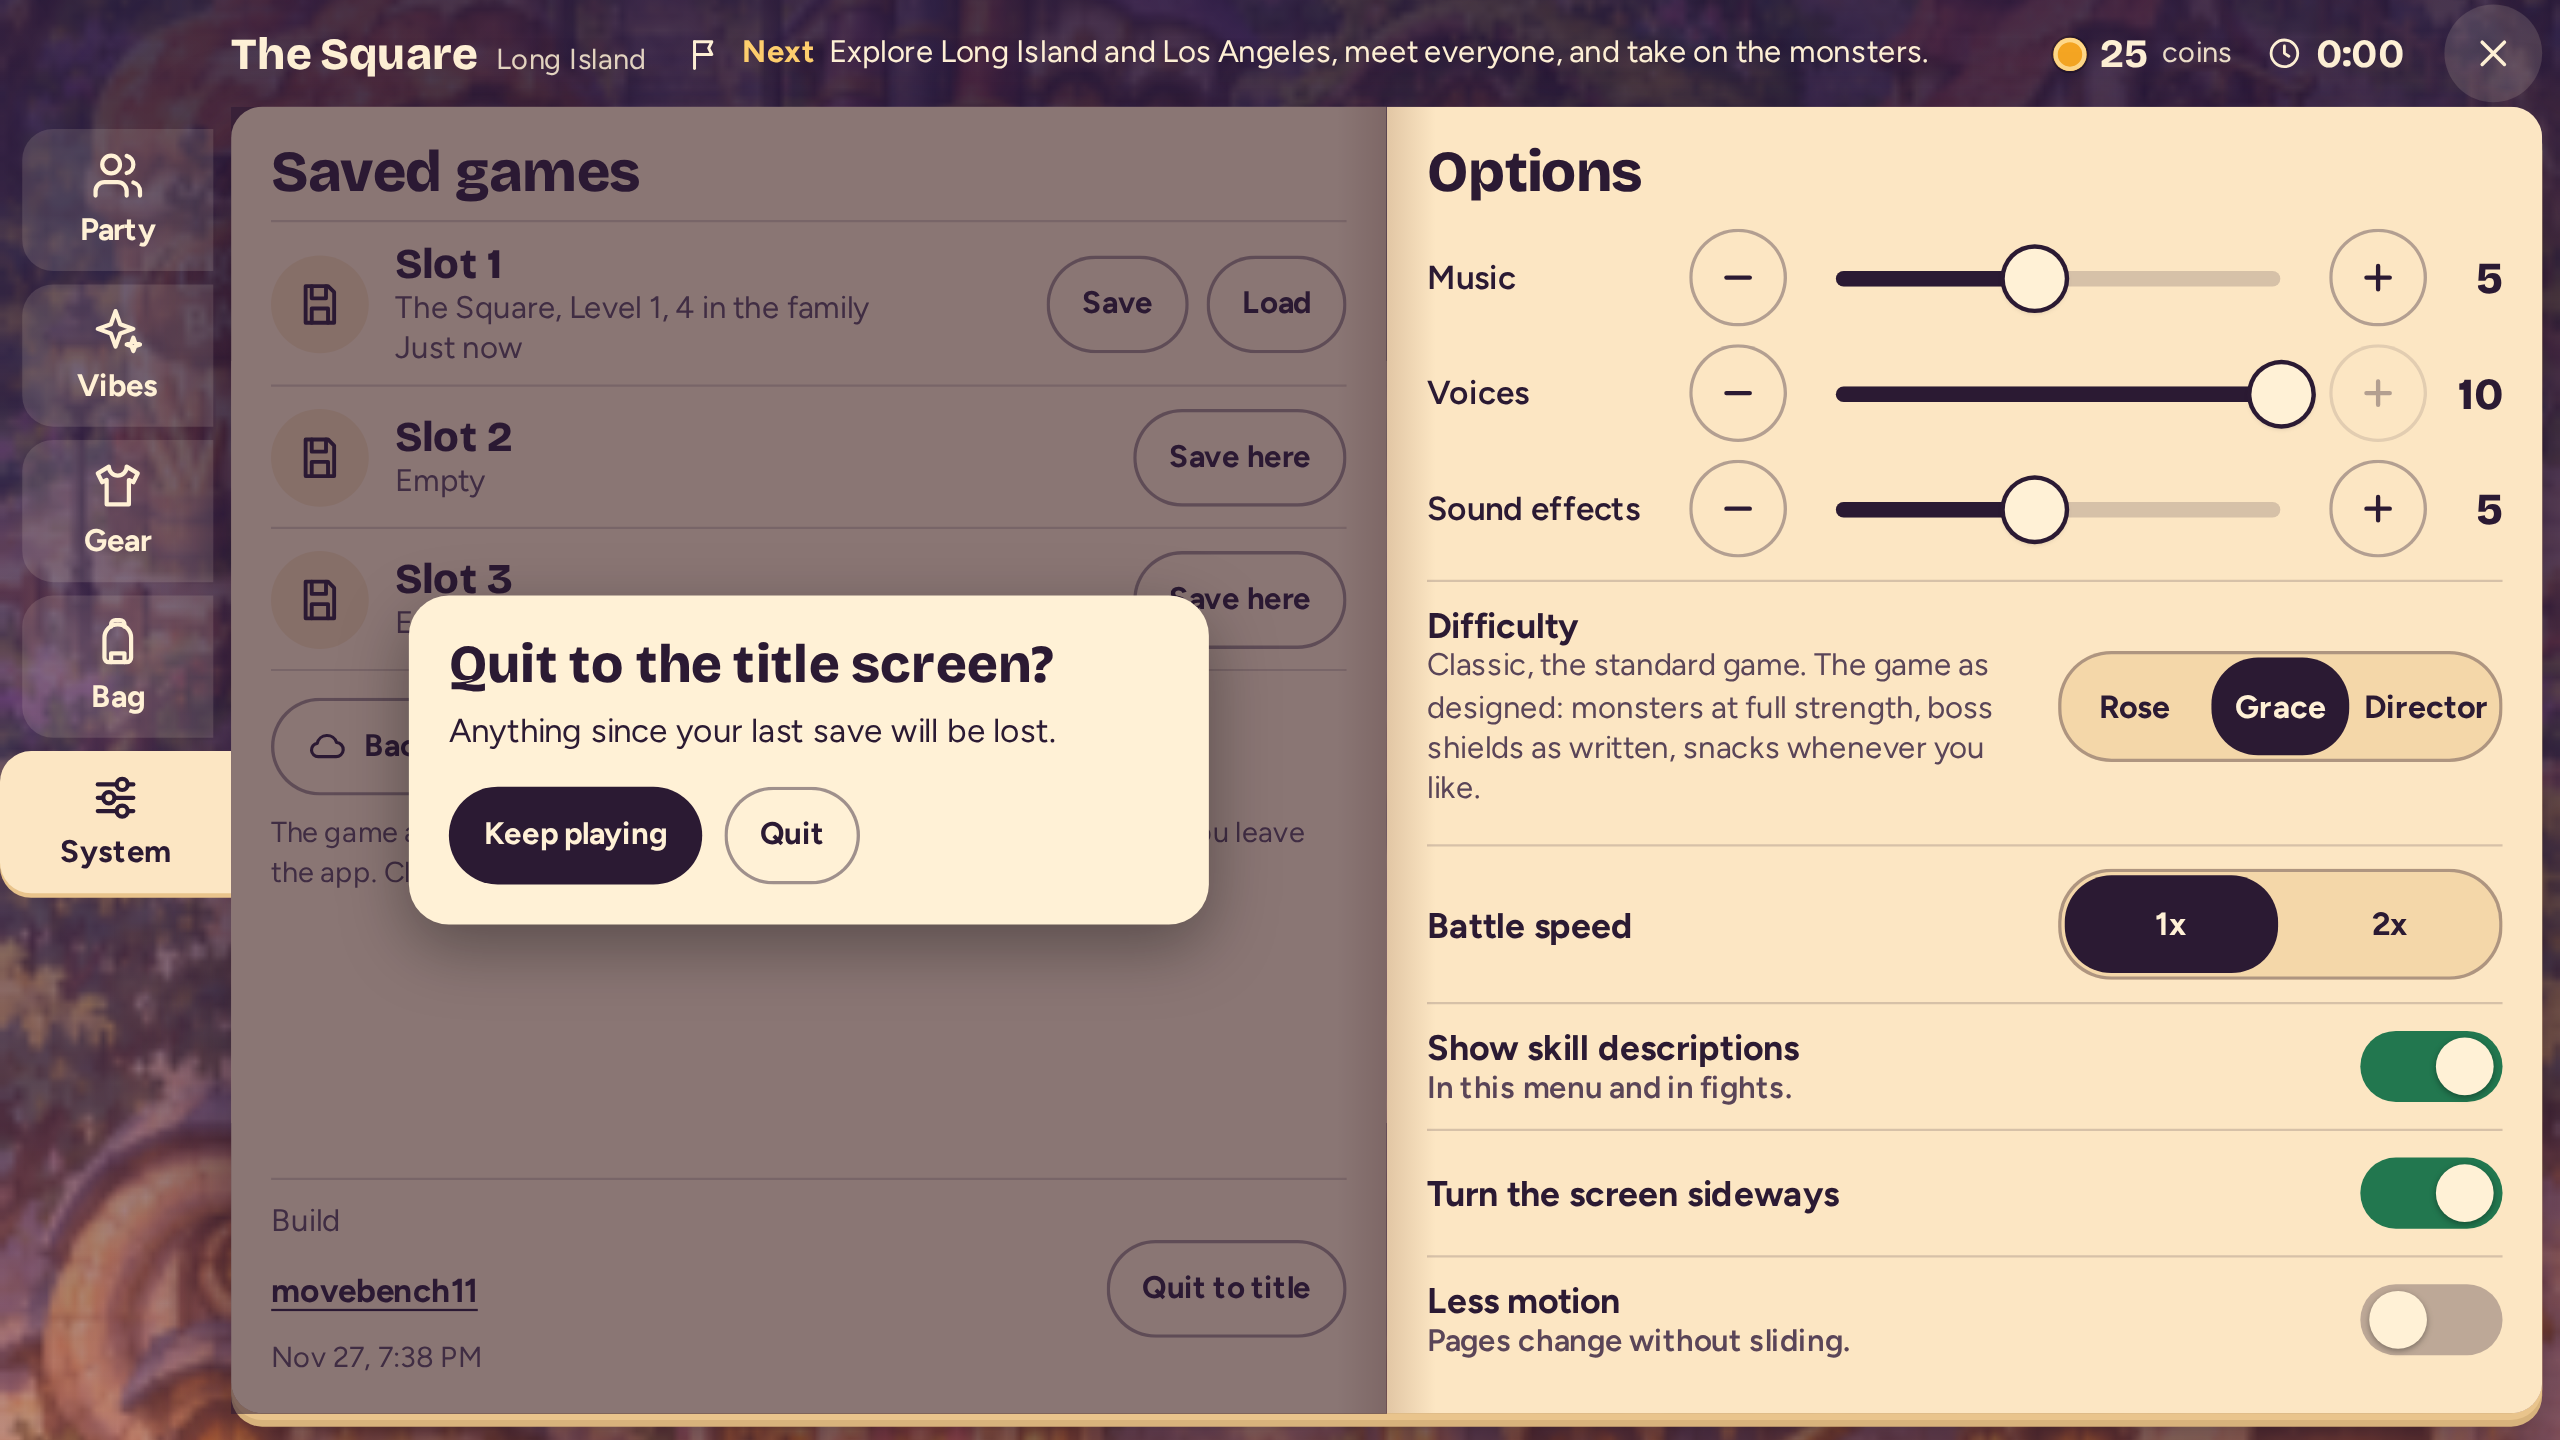 The Square Long Island
Next Explore Long Island and Los Angeles, meet everyone, and take on the monsters.
25 coins
0:00
Party
Vibes
Gear
Bag
System
Saved games
Slot 1
The Square, Level 1, 4 in the family
Just now
Save
Load
Slot 2
Empty
Save here
Slot 3
Save here
Quit to the title screen?
Anything since your last save will be lost.
Keep playing
Quit
The game
u leave
the app.
Build
movebench11
Nov 27, 7:38 PM
Quit to title
Options
Music
5
Voices
10
Sound effects
5
Difficulty
Classic, the standard game. The game as
designed: monsters at full strength, boss
shields as written, snacks whenever you
like.
Rose
Grace
Director
Battle speed
1x
2x
Show skill descriptions
In this menu and in fights.
Turn the screen sideways
Less motion
Pages change without sliding.